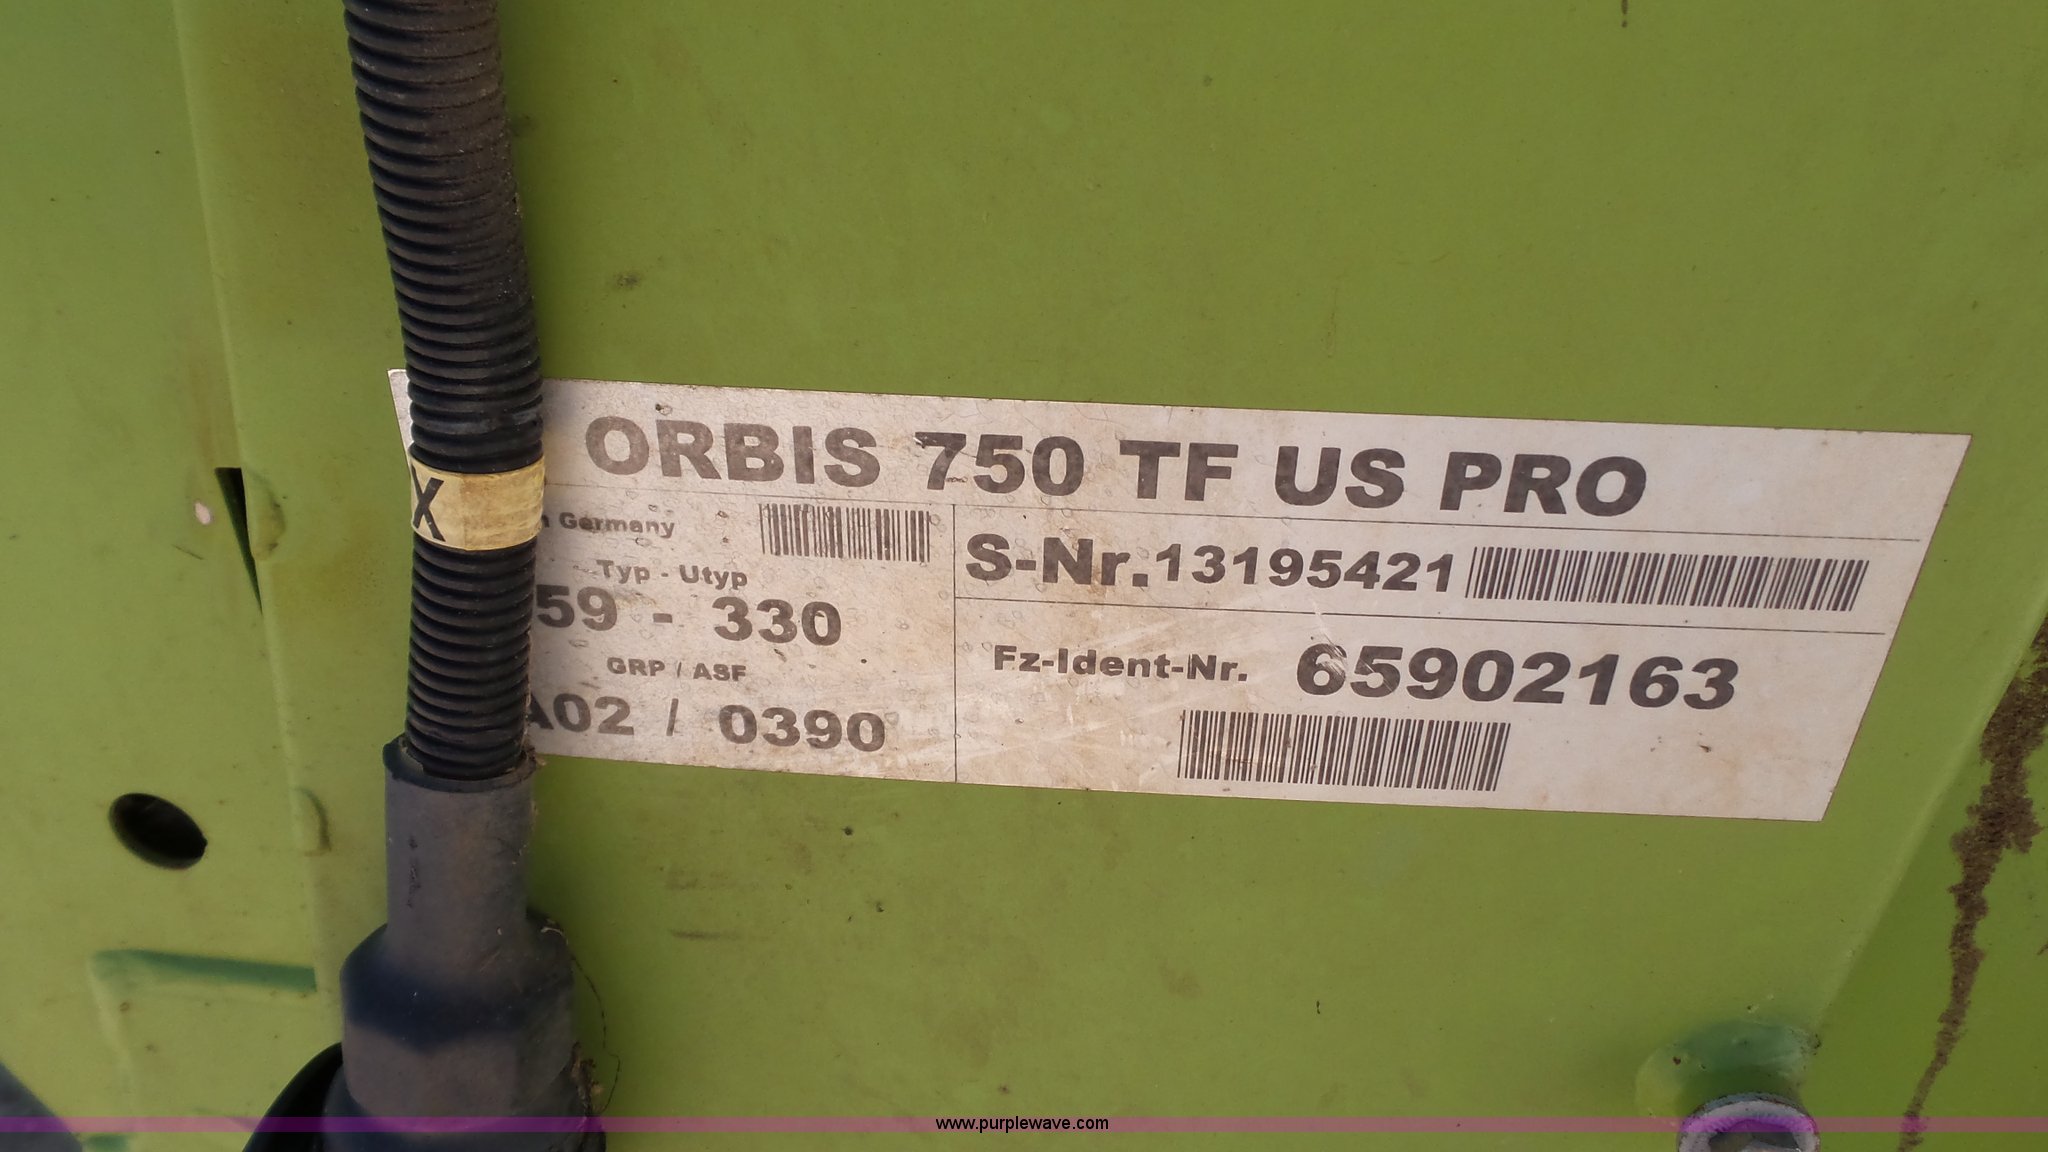 ORBIS 750 TF US PRO
Germany
Typ - Utyp
59 - 330
GRP / ASF
A02 / 0390
S-Nr.13195421
Fz-Ident-Nr. 65902163
X
www.purplewave.com